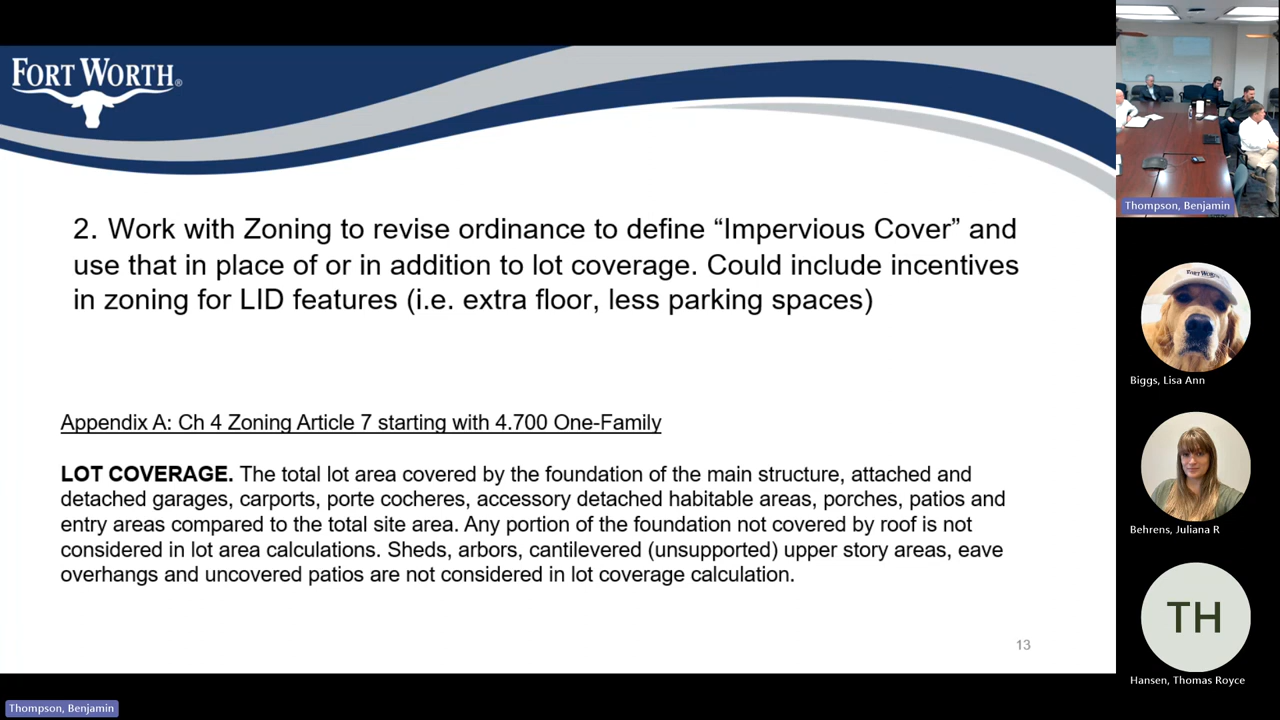 FORT WORTH®
2. Work with Zoning to revise ordinance to define “Impervious Cover” and
use that in place of or in addition to lot coverage. Could include incentives
in zoning for LID features (i.e. extra floor, less parking spaces)
Appendix A: Ch 4 Zoning Article 7 starting with 4.700 One-Family
LOT COVERAGE. The total lot area covered by the foundation of the main structure, attached and
detached garages, carports, porte cocheres, accessory detached habitable areas, porches, patios and
entry areas compared to the total site area. Any portion of the foundation not covered by roof is not
considered in lot area calculations. Sheds, arbors, cantilevered (unsupported) upper story areas, eave
overhangs and uncovered patios are not considered in lot coverage calculation.
13
Thompson, Benjamin
FORT WORTH
Biggs, Lisa Ann
Behrens, Juliana R
TH
Hansen, Thomas Royce
Thompson, Benjamin